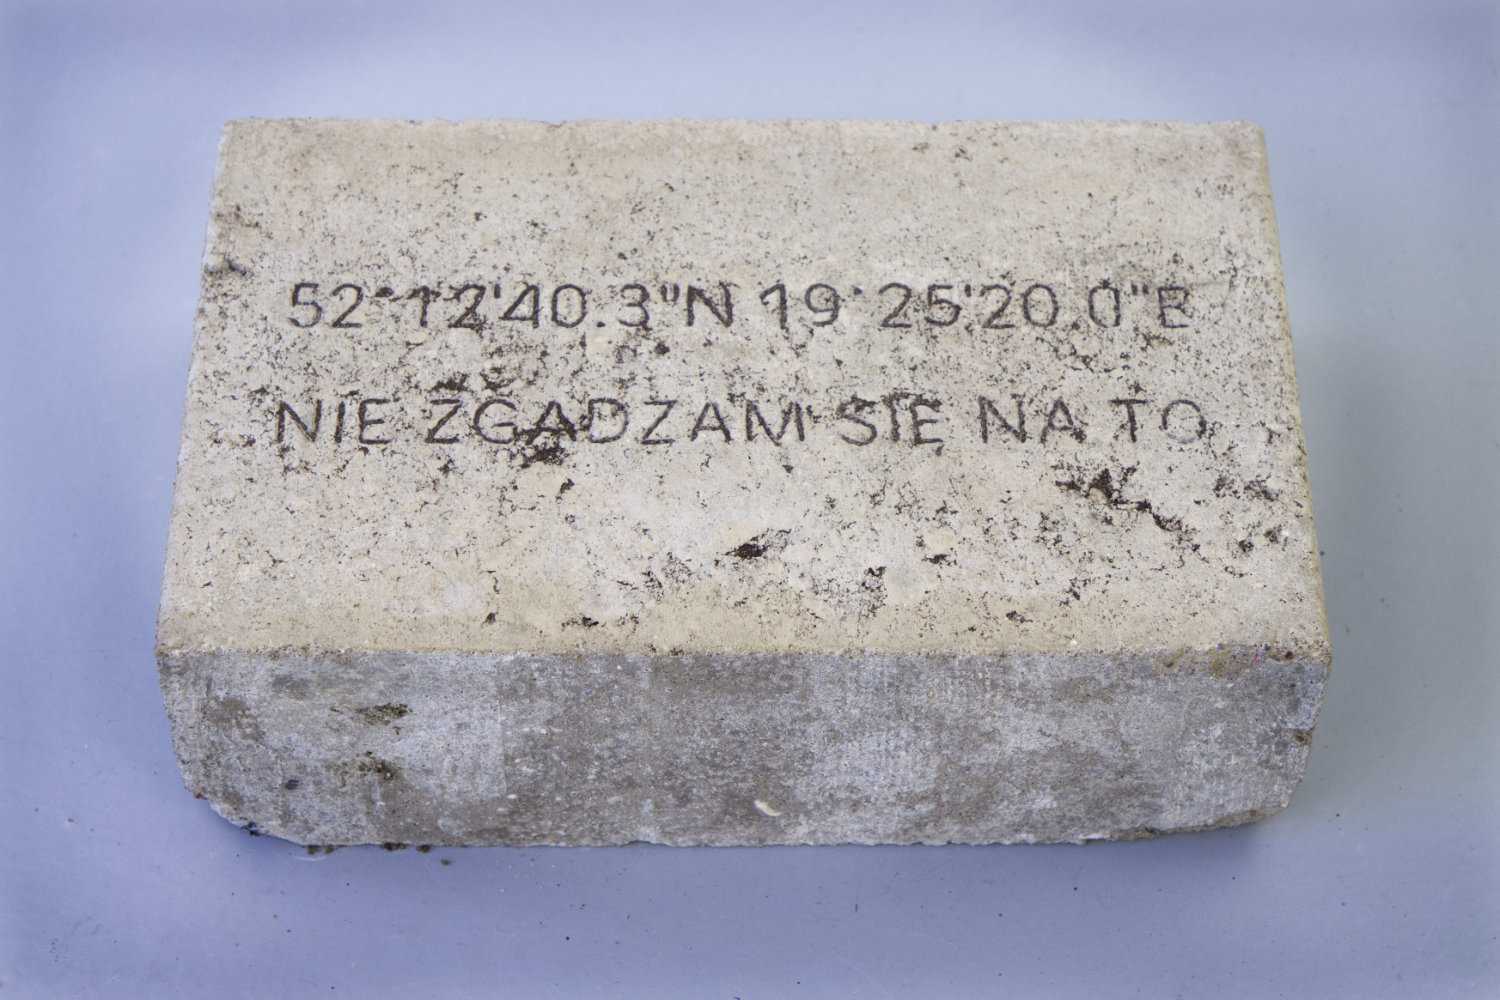 52°12'40.3"N 19°25'20.0"E
NIE ZGADZAM SIĘ NA TO